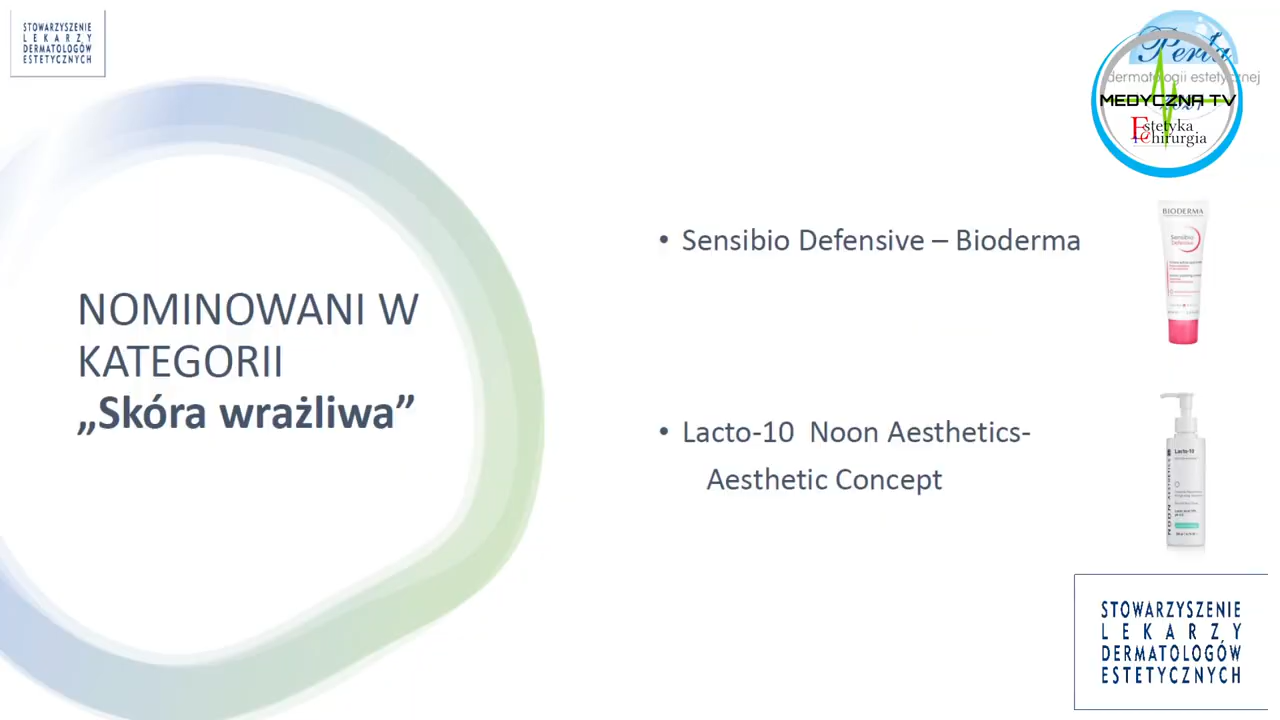 STOWARZYSZENIE
LEKARZY
DERMATOLOGÓW
ESTETYCZNYCH
Perła
dermatologii estetycznej
MEDYCZNA TV
Estetyka
Chirurgia
NOMINOWANI W
KATEGORII
„Skóra wrażliwa”
• Sensibio Defensive – Bioderma
BIODERMA
Sensibio
Defensive
• Lacto-10 Noon Aesthetics-
Aesthetic Concept
Lacto-10
NOON AESTHETICS
STOWARZYSZENIE
LEKARZY
DERMATOLOGÓW
ESTETYCZNYCH